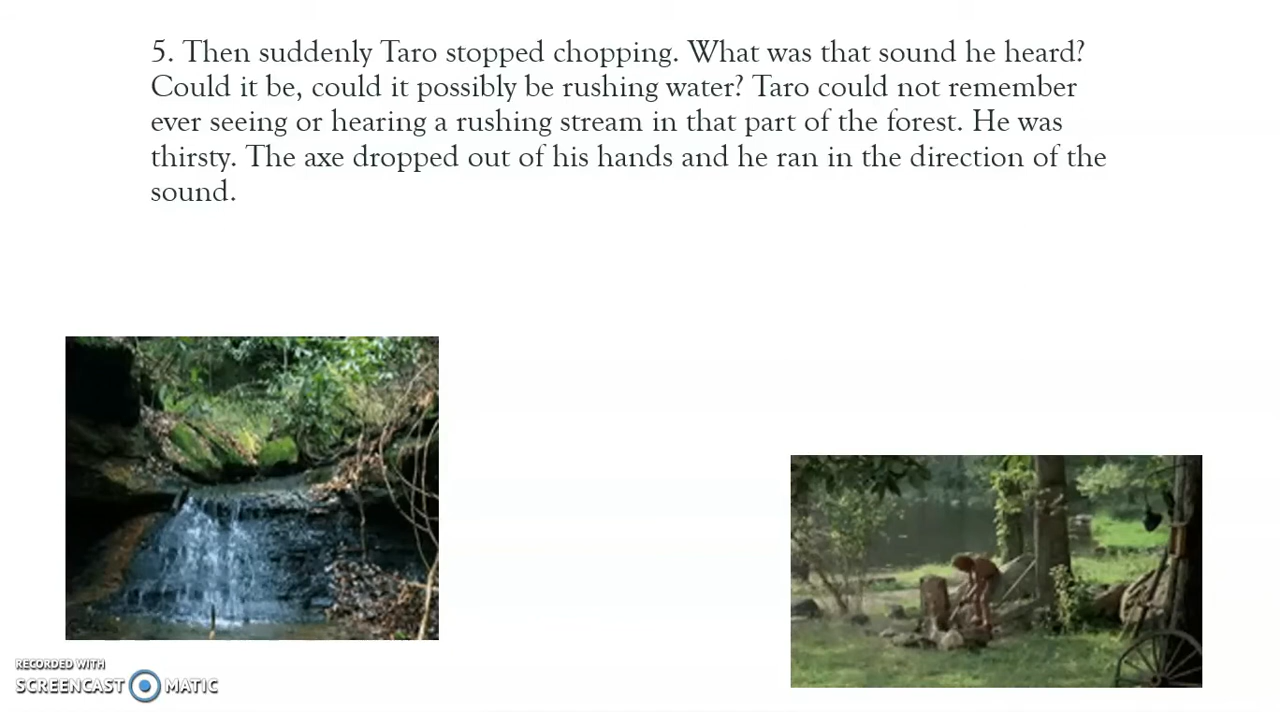 5. Then suddenly Taro stopped chopping. What was that sound he heard?
Could it be, could it possibly be rushing water? Taro could not remember
ever seeing or hearing a rushing stream in that part of the forest. He was
thirsty. The axe dropped out of his hands and he ran in the direction of the
sound.
RECORDED WITH
SCREENCAST MATIC